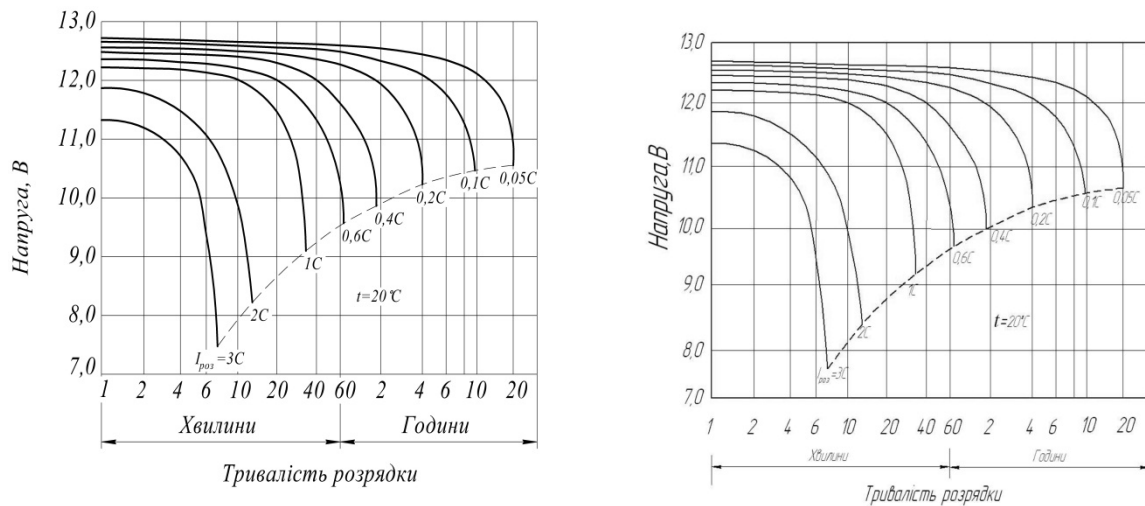 13,0
12,0
11,0
10,0
9,0
8,0
7,0
Напруга, В
0,05C
0,1C
0,2C
0,4C
0,6C
1C
2C
Iроз=3C
t=20°C
1 2 4 6 10 20 40 60 2 4 6 10 20
Хвилини Години
Тривалість розрядки
13,0
12,0
11,0
10,0
9,0
8,0
7,0
Напруга,В
0,05C
0,1C
0,2C
0,4C
0,6C
1C
2C
Iроз=3C
t=20°C
1 2 4 6 10 20 40 60 2 4 6 10 20
Хвилини Години
Тривалість розрядки